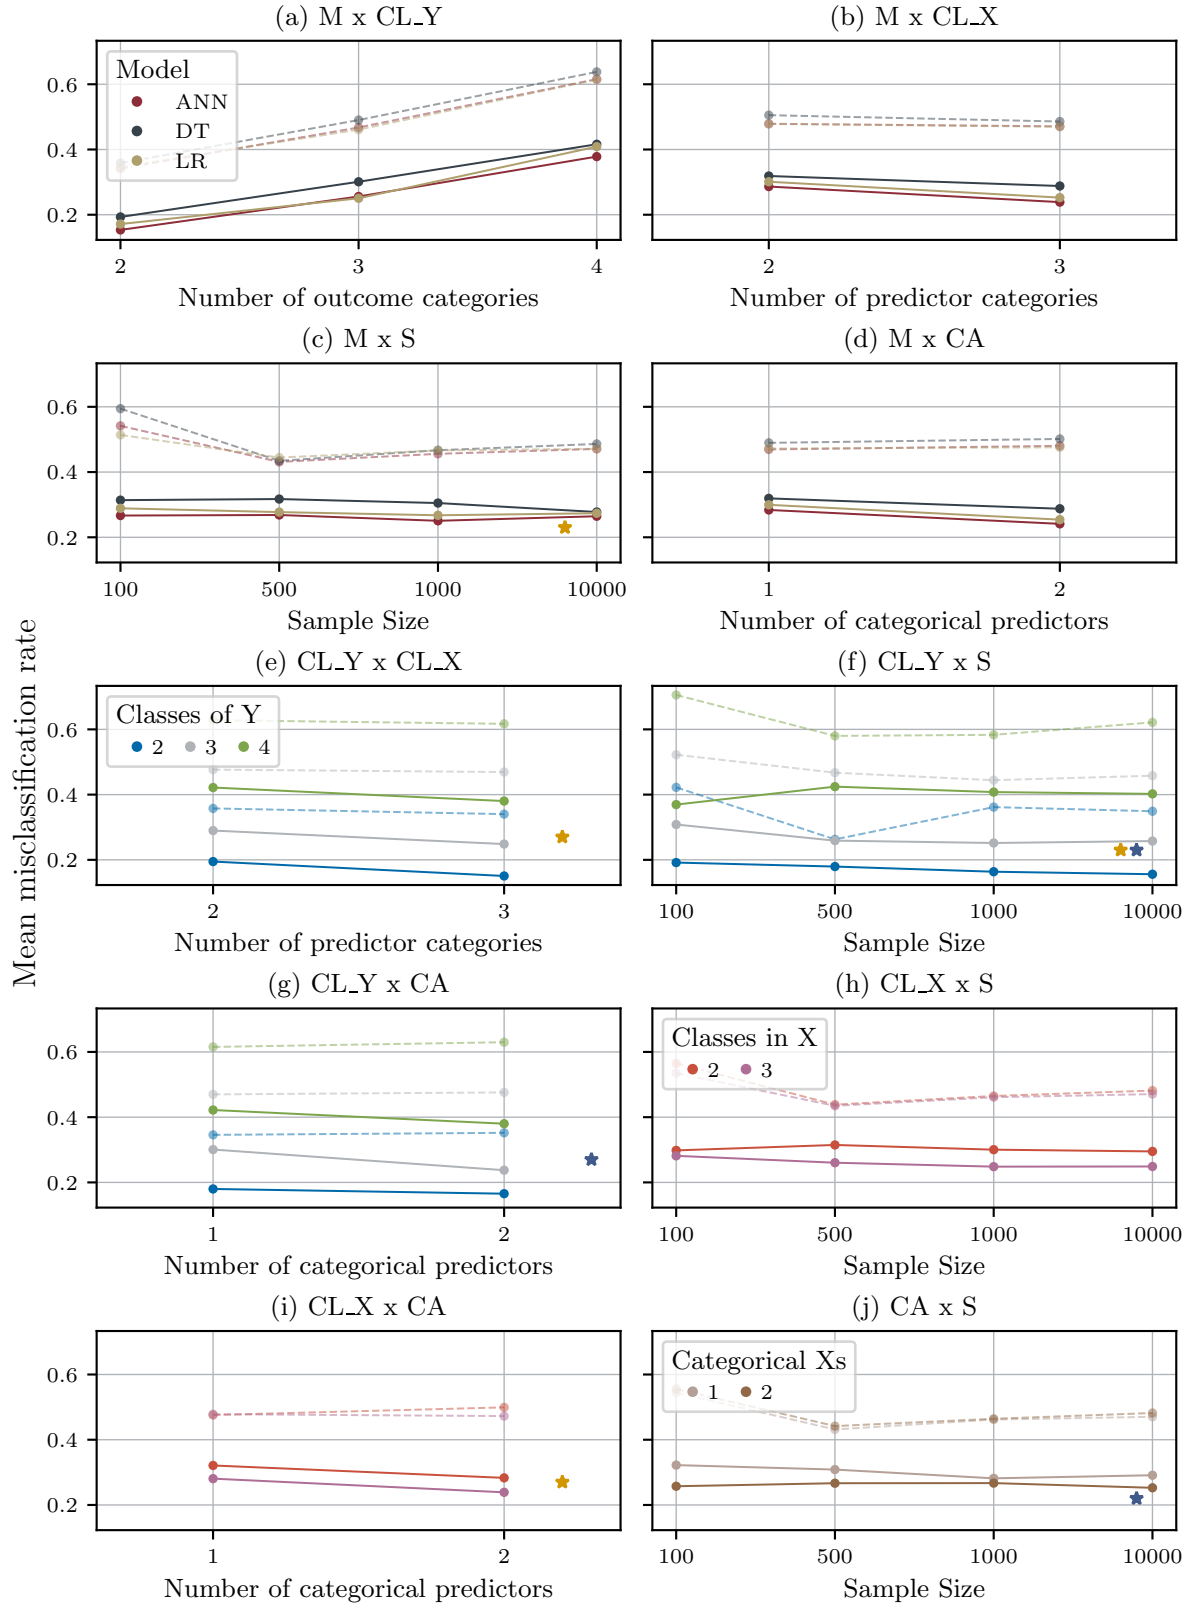 (a) M x CL_Y
(b) M x CL_X
Model
ANN
DT
LR
0.6
0.4
0.2
2 3 4
2 3
Number of outcome categories
Number of predictor categories
(c) M x S
(d) M x CA
0.6
0.4
0.2
100 500 1000 10000
1 2
Sample Size
Number of categorical predictors
Mean misclassification rate
(e) CL_Y x CL_X
(f) CL_Y x S
Classes of Y
2 3 4
0.6
0.4
0.2
2 3
100 500 1000 10000
Number of predictor categories
Sample Size
(g) CL_Y x CA
(h) CL_X x S
Classes in X
2 3
0.6
0.4
0.2
1 2
100 500 1000 10000
Number of categorical predictors
Sample Size
(i) CL_X x CA
(j) CA x S
Categorical Xs
1 2
0.6
0.4
0.2
1 2
100 500 1000 10000
Number of categorical predictors
Sample Size